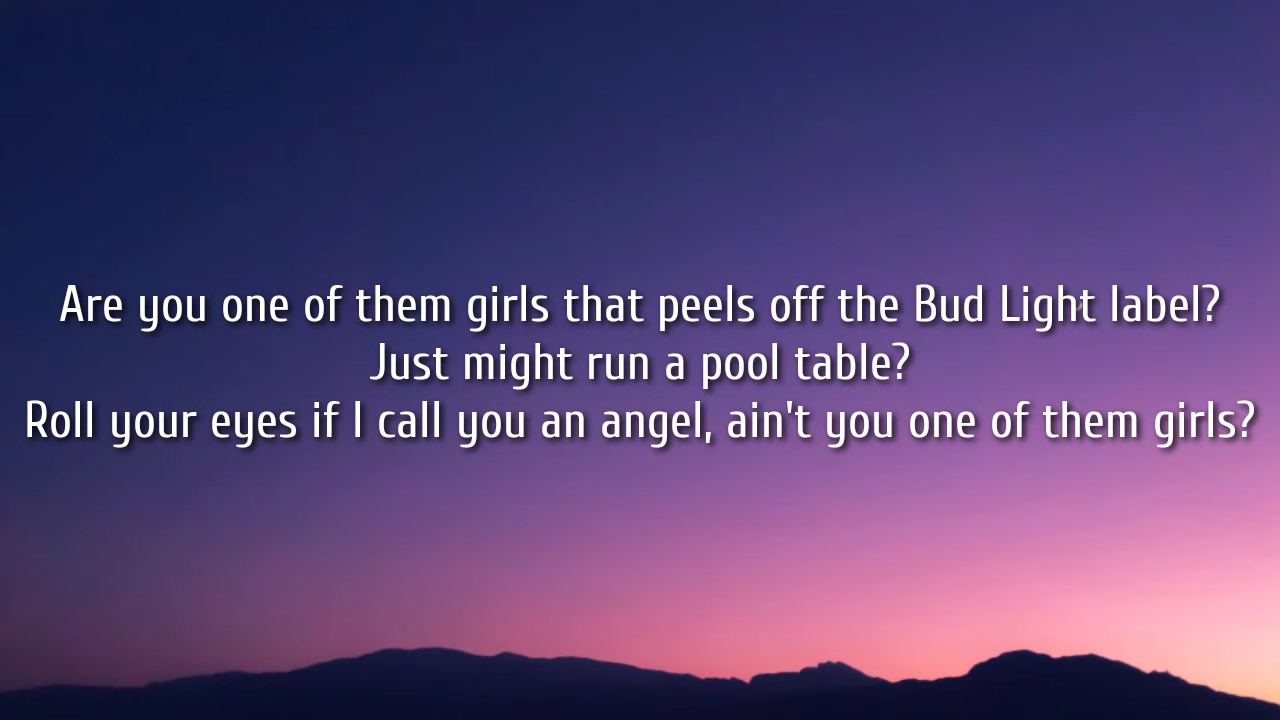 Are you one of them girls that peels off the Bud Light label?
Just might run a pool table?
Roll your eyes if I call you an angel, ain't you one of them girls?